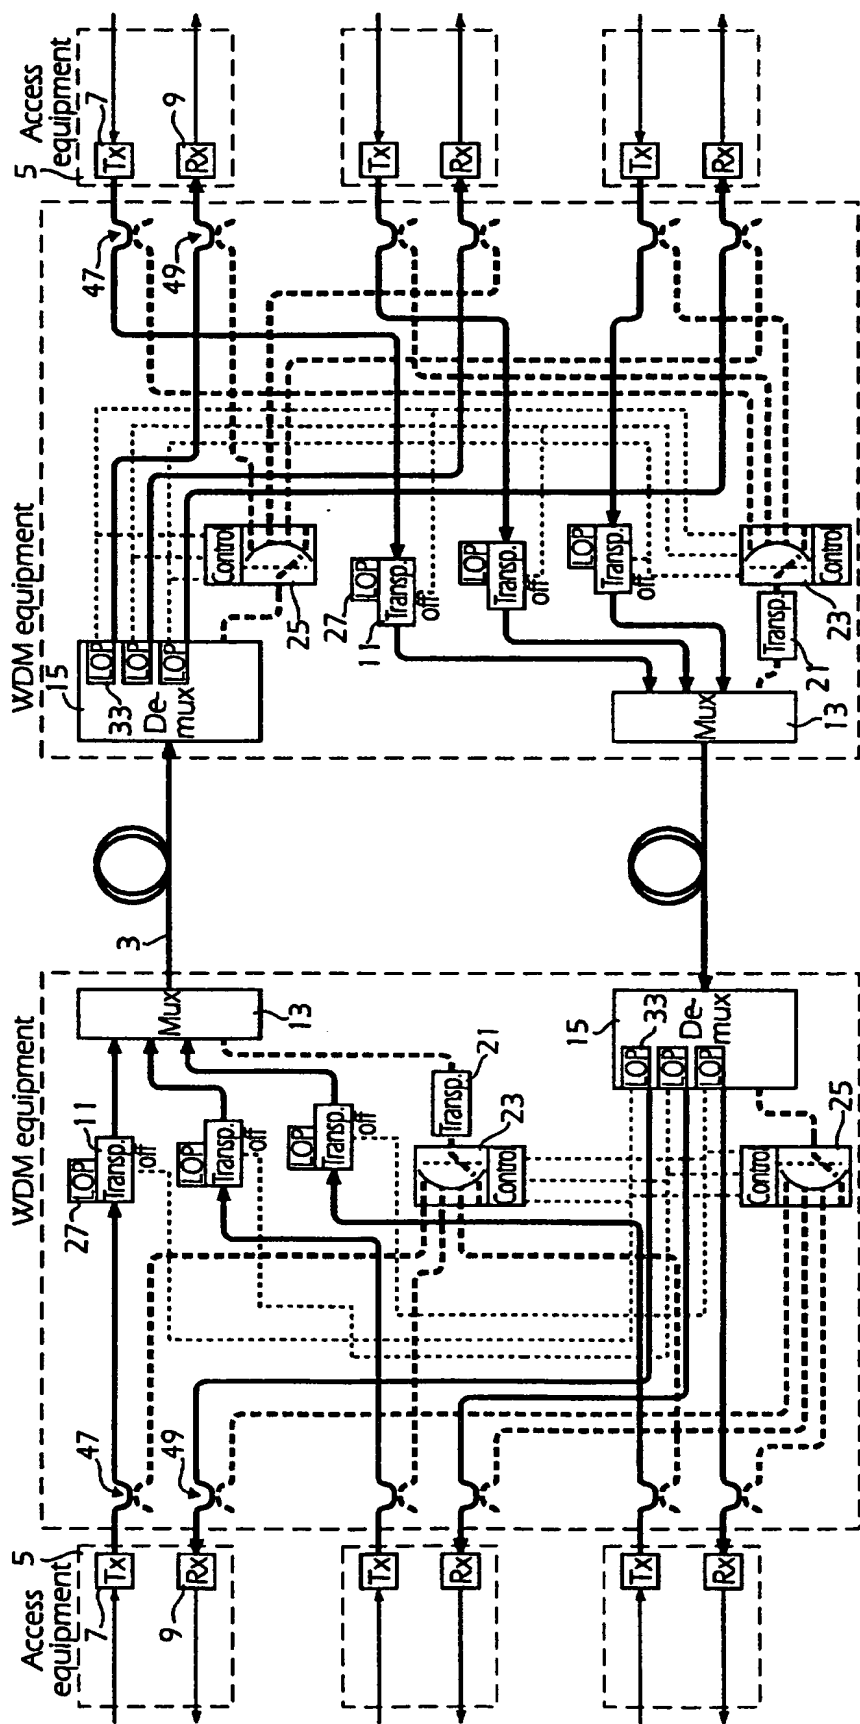 Access
equipment
5
WDM equipment
WDM equipment
Access
equipment
5
7
Tx
47
27
LOP
11
Transp.
off
Mux
13
3
15
LOP
33
LOP
LOP
De-
mux
47
7
Tx
9
Rx
49
LOP
Transp.
off
Control
25
49
9
Rx
LOP
Transp.
off
27
LOP
11
Transp.
off
Tx
Tx
Transp.
21
23
Control
Rx
LOP
Transp.
off
Rx
LOP
Transp.
off
Tx
15
LOP
33
LOP
LOP
De-
mux
Mux
13
Tx
Rx
Control
25
Transp.
21
23
Control
Rx